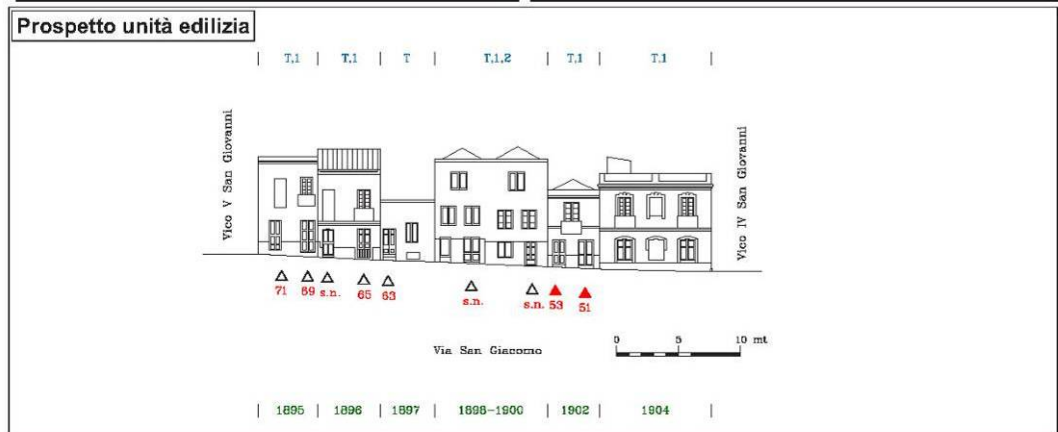 Prospetto unità edilizia
| T,1 | T,1 | T | T,1,2 | T,1 | T,1 |
Vico V San Giovanni
Vico IV San Giovanni
71 69 s.n. 65 63 s.n. s.n. 53 51
0 5 10 mt
Via San Giacomo
| 1895 | 1896 | 1897 | 1898-1900 | 1902 | 1904 |